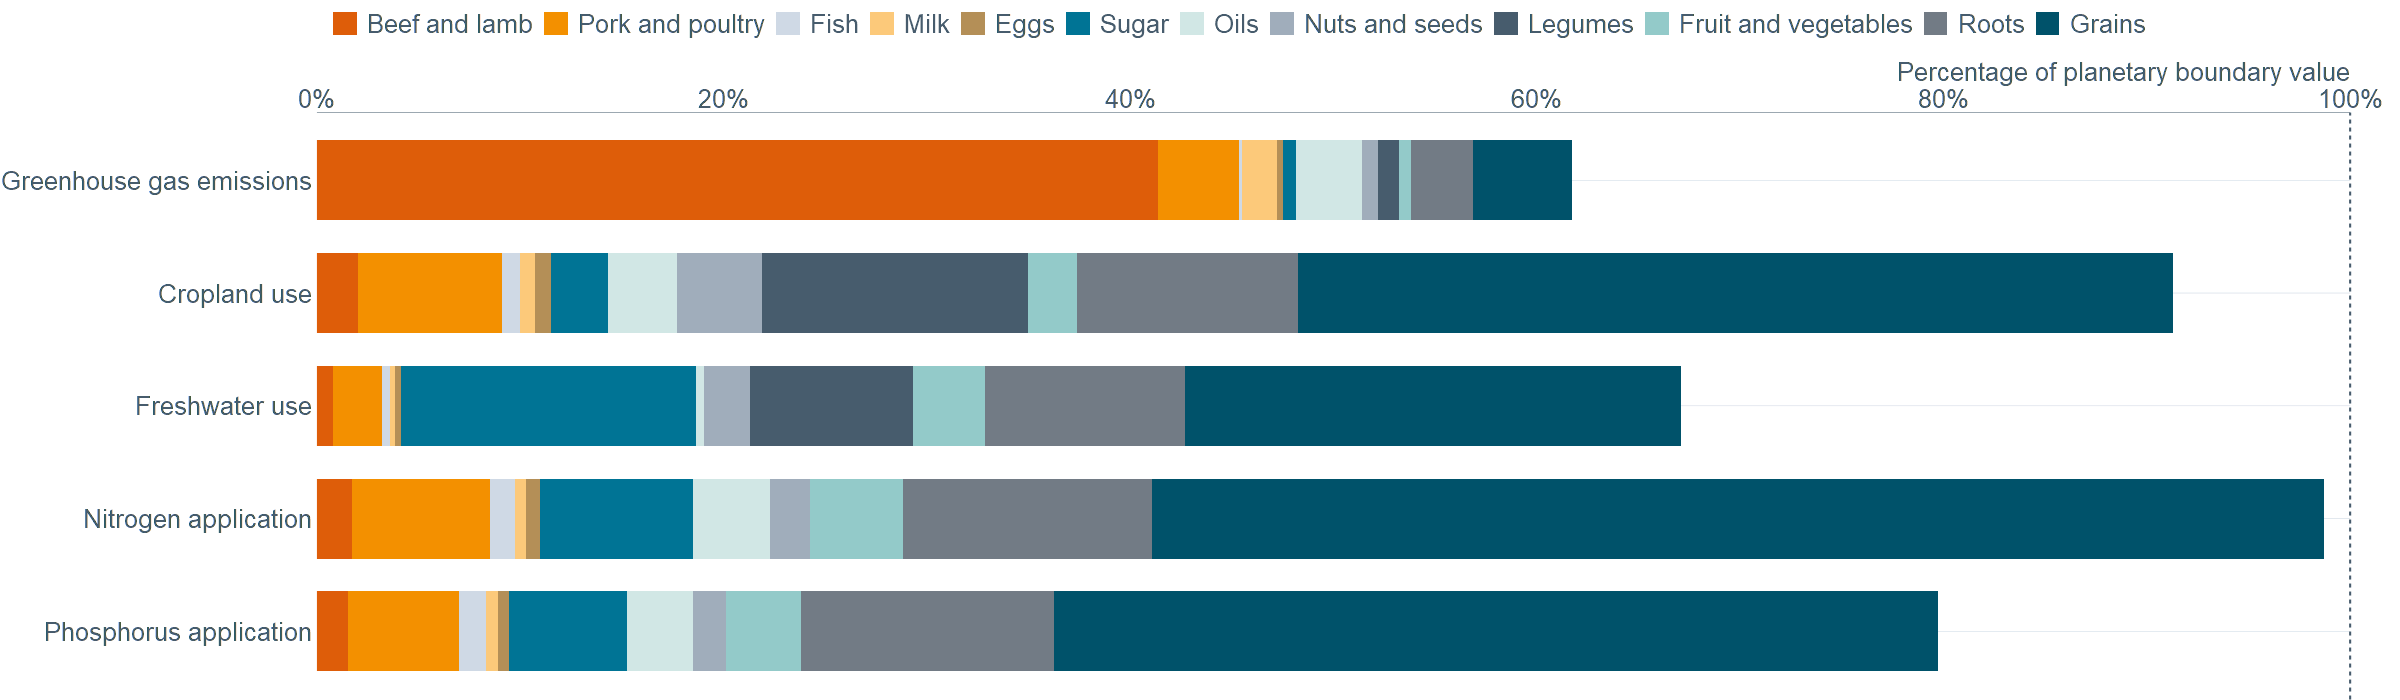 Beef and lamb Pork and poultry Fish Milk Eggs Sugar Oils Nuts and seeds Legumes Fruit and vegetables Roots Grains
Percentage of planetary boundary value
0% 20% 40% 60% 80% 100%
Greenhouse gas emissions
Cropland use
Freshwater use
Nitrogen application
Phosphorus application